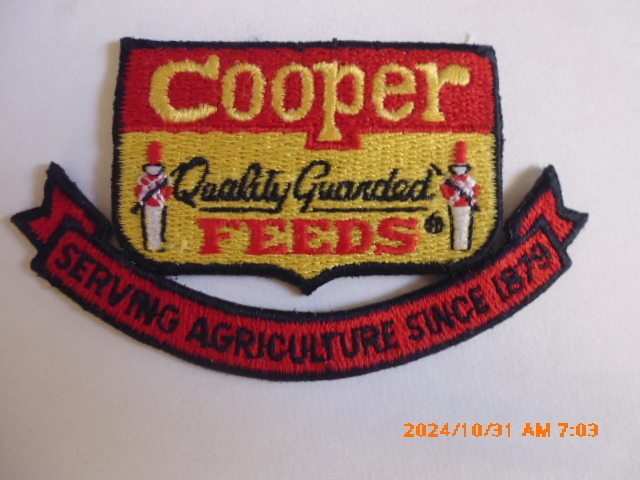 Cooper
Quality Guarded
FEEDS ®
SERVING AGRICULTURE SINCE 1879
2024/10/31 AM 7:03